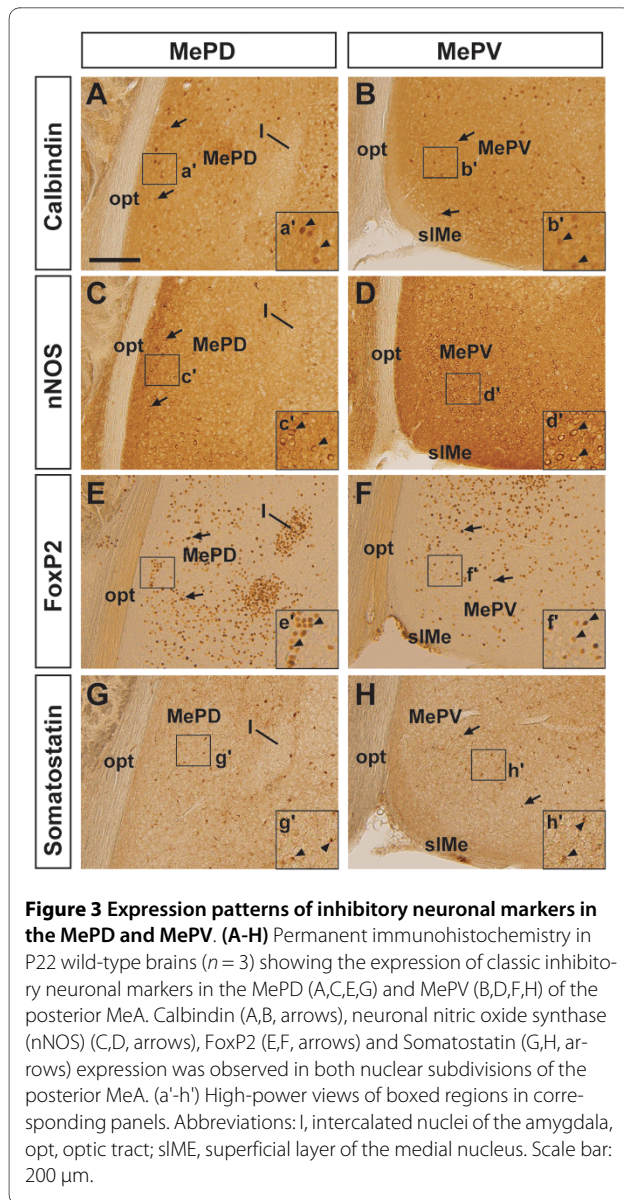 MePD
MePV
Calbindin
A
I
MePD
a'
opt
a'
B
MePV
opt
b'
slMe
b'
nNOS
C
I
opt
MePD
c'
c'
D
MePV
opt
d'
slMe
d'
FoxP2
E
I
MePD
opt
e'
F
opt
f'
MePV
slMe
f'
Somatostatin
G
MePD
I
opt
g'
g'
H
MePV
opt
h'
slMe
h'
Figure 3 Expression patterns of inhibitory neuronal markers in
the MePD and MePV. (A-H) Permanent immunohistochemistry in
P22 wild-type brains (n = 3) showing the expression of classic inhibito-
ry neuronal markers in the MePD (A,C,E,G) and MePV (B,D,F,H) of the
posterior MeA. Calbindin (A,B, arrows), neuronal nitric oxide synthase
(nNOS) (C,D, arrows), FoxP2 (E,F, arrows) and Somatostatin (G,H, ar-
rows) expression was observed in both nuclear subdivisions of the
posterior MeA. (a'-h') High-power views of boxed regions in corre-
sponding panels. Abbreviations: I, intercalated nuclei of the amygdala,
opt, optic tract; slME, superficial layer of the medial nucleus. Scale bar:
200 μm.